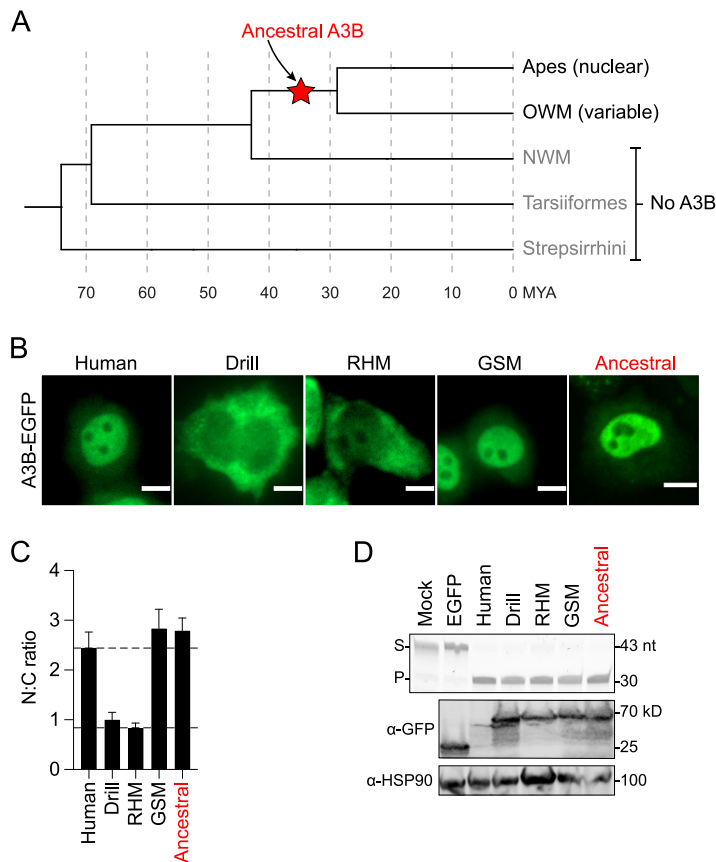 A
Ancestral A3B
Apes (nuclear)
OWM (variable)
NWM
Tarsiiformes
No A3B
Strepsirrhini
70 60 50 40 30 20 10 0 MYA
B
Human Drill RHM GSM Ancestral
A3B-EGFP
C
4
3
2
1
0
N:C ratio
Human Drill RHM GSM Ancestral
D
Mock EGFP Human Drill RHM GSM Ancestral
S 43 nt
P 30
α-GFP 70 kD
25
α-HSP90 100